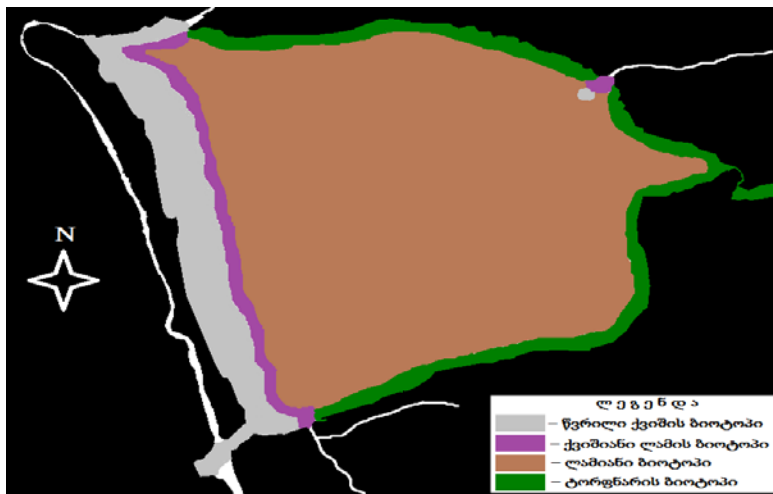 N
ლ ე გ ე ნ დ ა
– წვრილი ქვიშის ბიოტოპი
– ქვიშიანი ლამის ბიოტოპი
– ლამიანი ბიოტოპი
– ტორფნარის ბიოტოპი